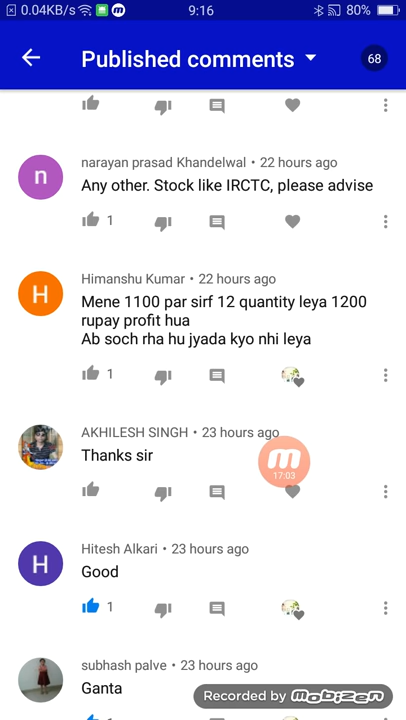 0.04KB/s 9:16 80%
Published comments 68
narayan prasad Khandelwal • 22 hours ago
Any other. Stock like IRCTC, please advise
1
Himanshu Kumar • 22 hours ago
Mene 1100 par sirf 12 quantity leya 1200
rupay profit hua
Ab soch rha hu jyada kyo nhi leya
1
AKHILESH SINGH • 23 hours ago
Thanks sir
17:03
Hitesh Alkari • 23 hours ago
Good
1
subhash palve • 23 hours ago
Ganta
Recorded by mobizen